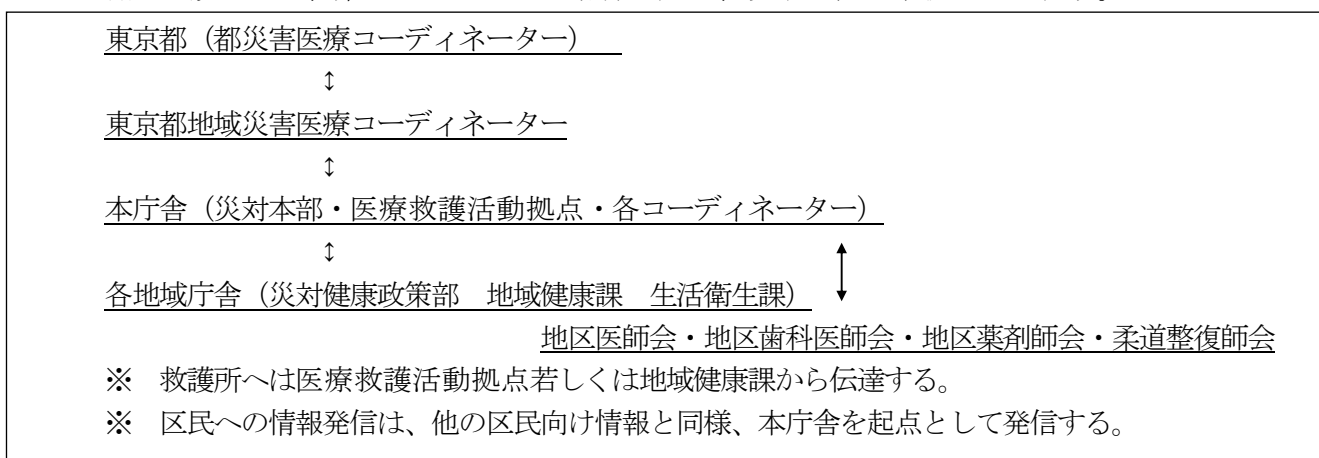 東京都（都災害医療コーディネーター）
↕
東京都地域災害医療コーディネーター
↕
本庁舎（災対本部・医療救護活動拠点・各コーディネーター）
↕
各地域庁舎（災対健康政策部　地域健康課　生活衛生課）
地区医師会・地区歯科医師会・地区薬剤師会・柔道整復師会
※　救護所へは医療救護活動拠点若しくは地域健康課から伝達する。
※　区民への情報発信は、他の区民向け情報と同様、本庁舎を起点として発信する。